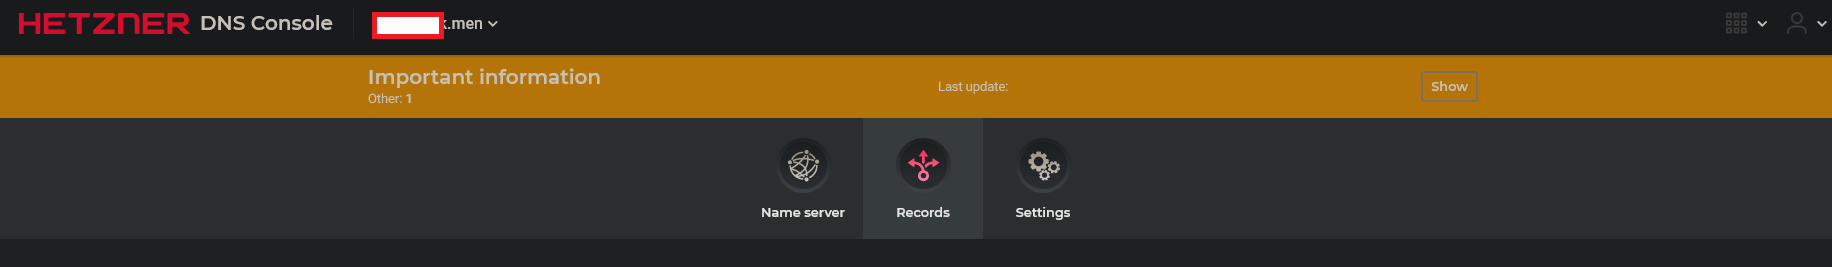 HETZNER DNS Console k.men
Important information
Other: 1
Last update:
Show
Name server
Records
Settings